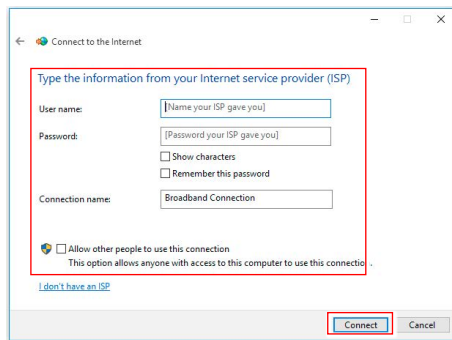 Connect to the Internet
Type the information from your Internet service provider (ISP)
User name: [Name your ISP gave you]
Password: [Password your ISP gave you]
Show characters
Remember this password
Connection name: Broadband Connection
Allow other people to use this connection
This option allows anyone with access to this computer to use this connection.
I don't have an ISP
Connect Cancel